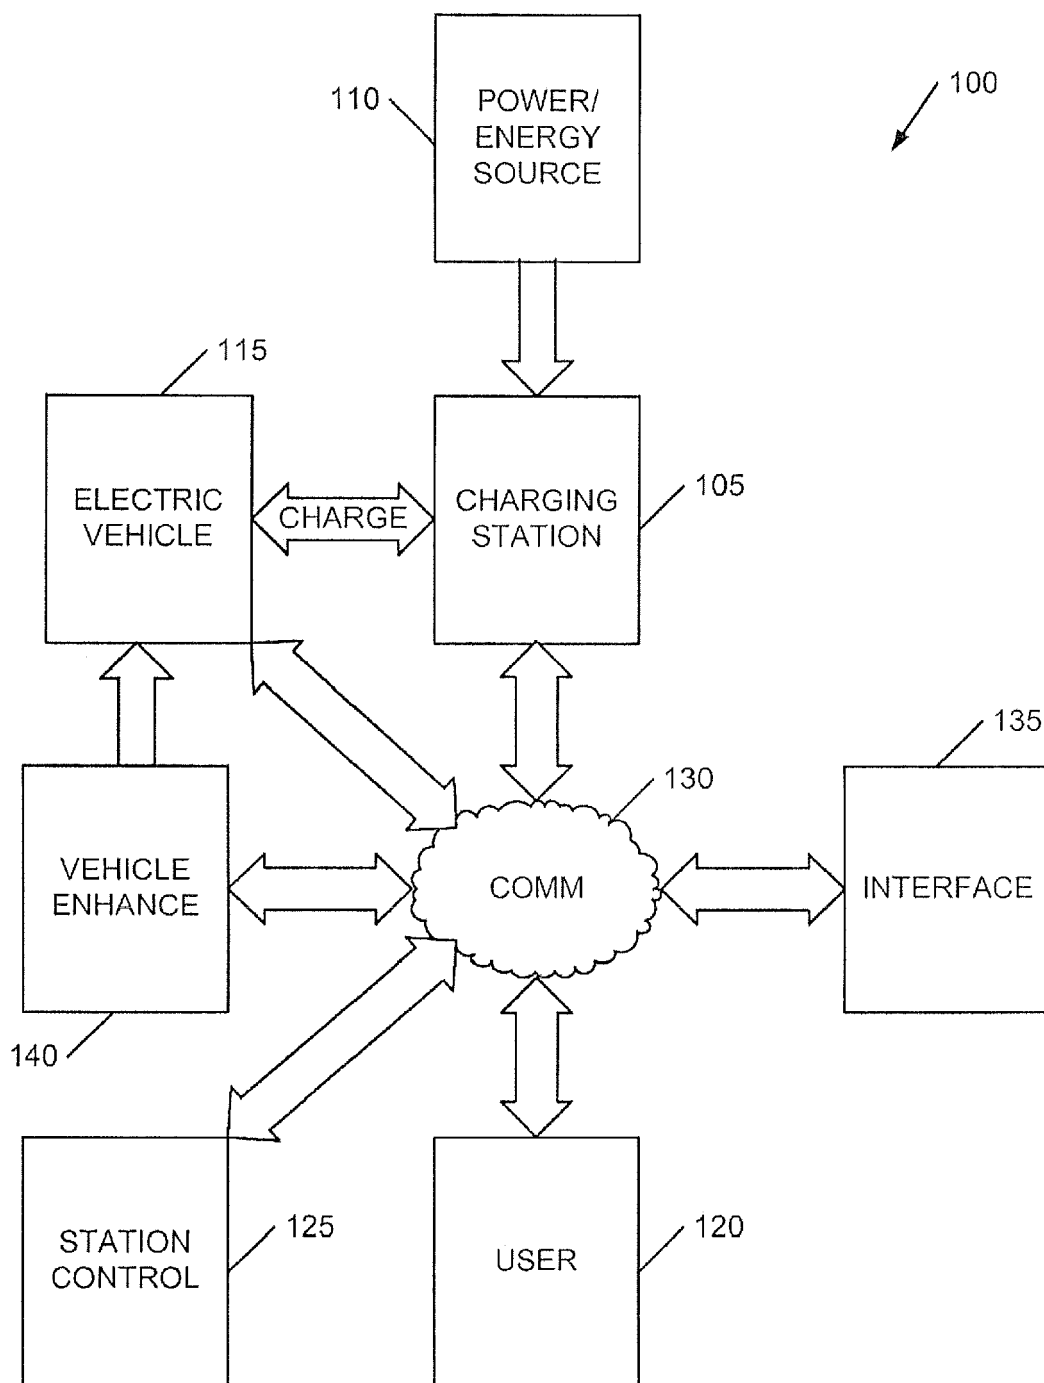 110
POWER/
ENERGY
SOURCE
100
115
ELECTRIC
VEHICLE
CHARGE
CHARGING
STATION
105
135
130
VEHICLE
ENHANCE
COMM
INTERFACE
140
STATION
CONTROL
125
USER
120